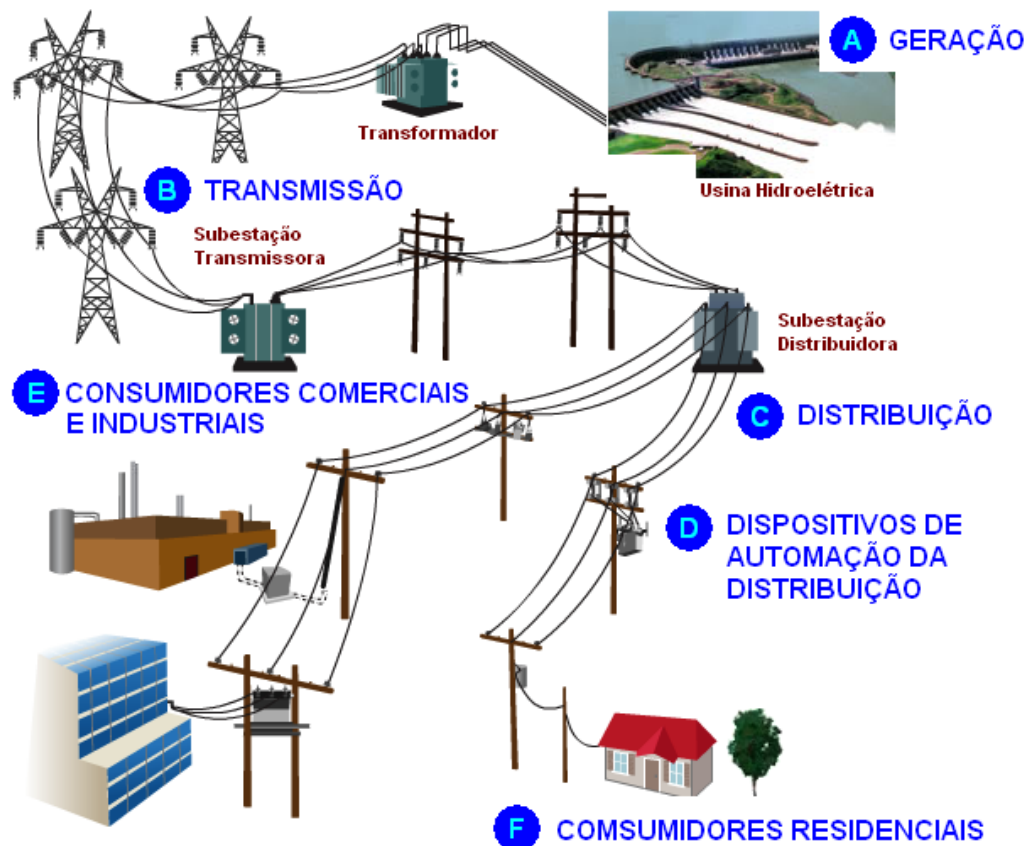 A GERAÇÃO
Transformador
Usina Hidroelétrica
B TRANSMISSÃO
Subestação
Transmissora
Subestação
Distribuidora
E CONSUMIDORES COMERCIAIS
E INDUSTRIAIS
C DISTRIBUIÇÃO
D DISPOSITIVOS DE
AUTOMAÇÃO DA
DISTRIBUIÇÃO
F COMSUMIDORES RESIDENCIAIS